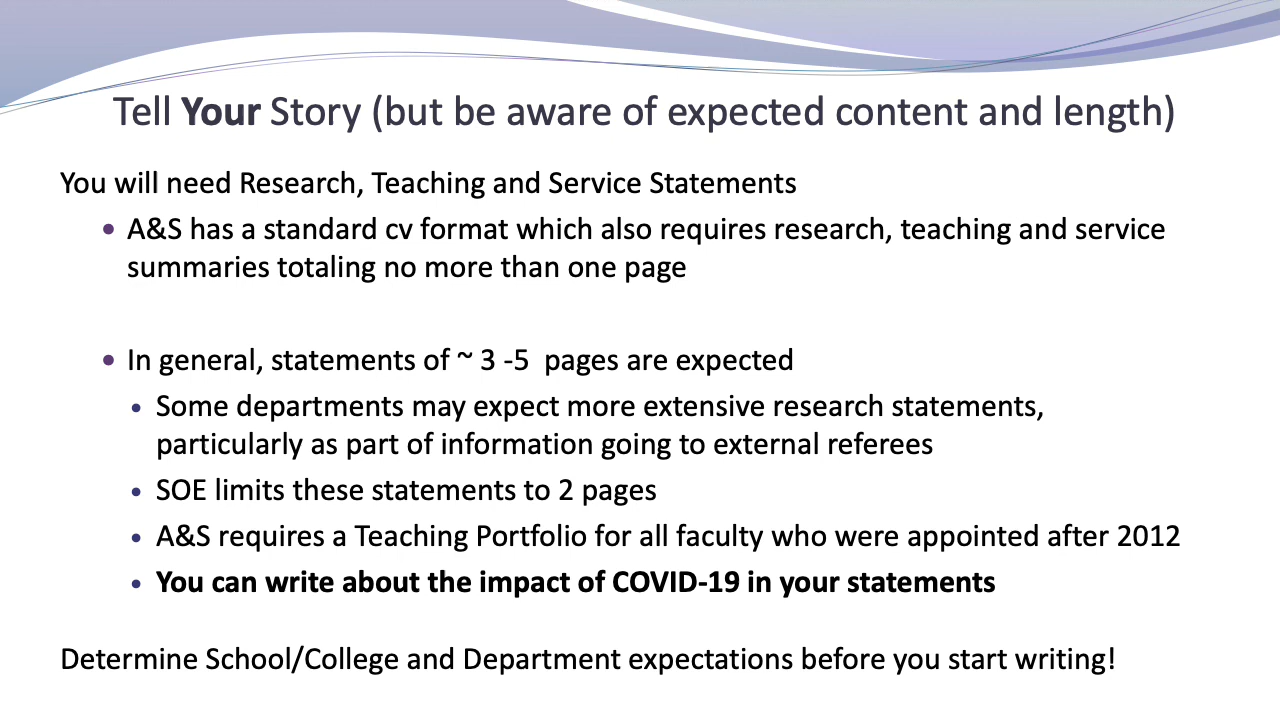 Tell Your Story (but be aware of expected content and length)
You will need Research, Teaching and Service Statements
• A&S has a standard cv format which also requires research, teaching and service
summaries totaling no more than one page
• In general, statements of ~ 3 -5  pages are expected
• Some departments may expect more extensive research statements,
particularly as part of information going to external referees
• SOE limits these statements to 2 pages
• A&S requires a Teaching Portfolio for all faculty who were appointed after 2012
• You can write about the impact of COVID-19 in your statements
Determine School/College and Department expectations before you start writing!